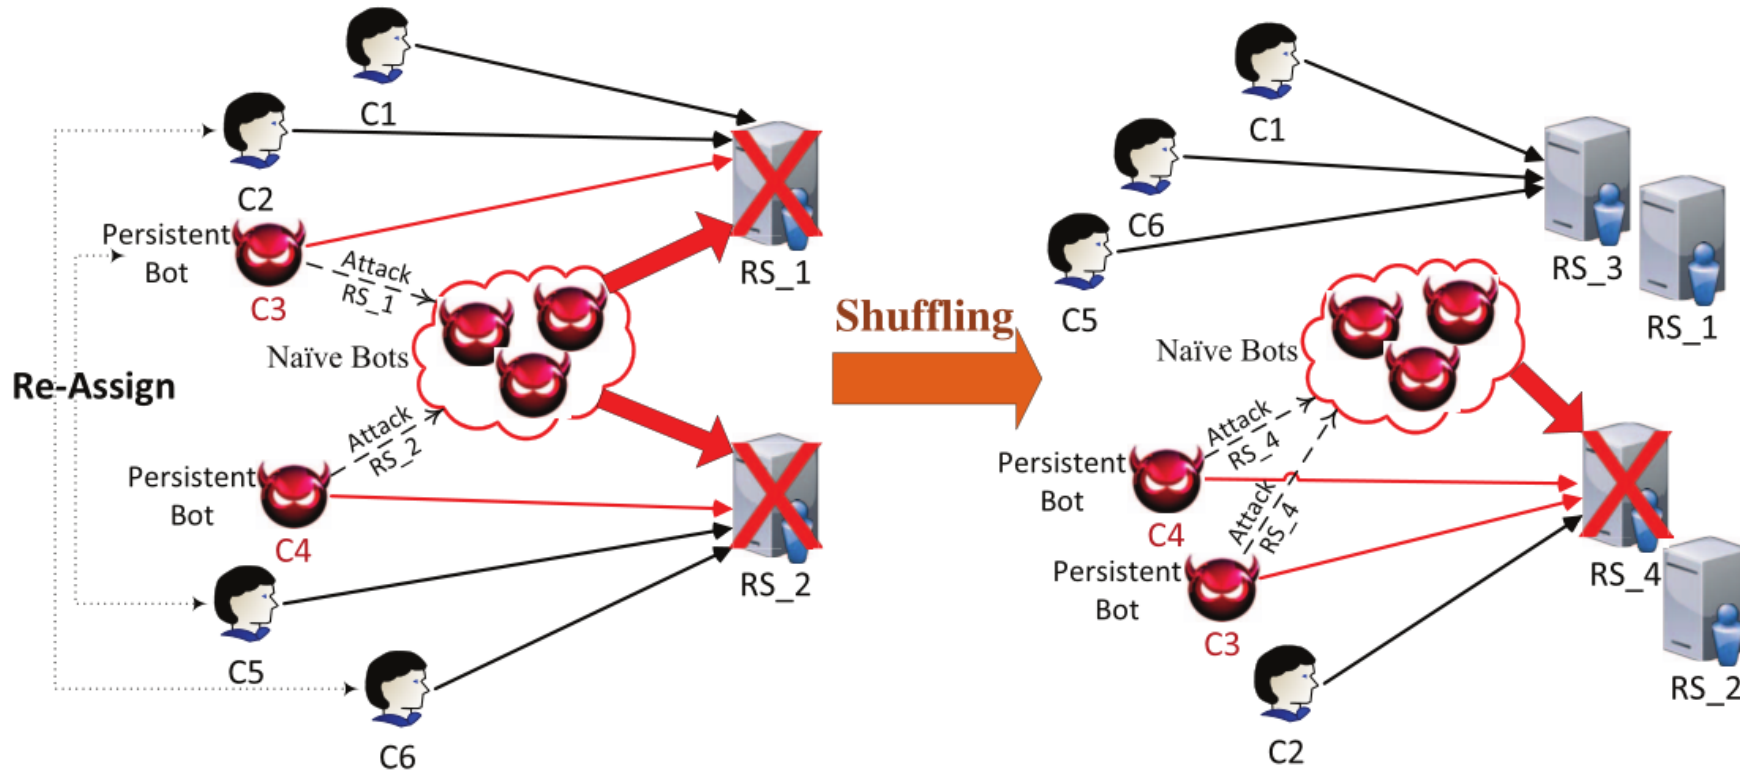 C1
C2
Persistent
Bot
C3
Attack
RS_1
RS_1
Naïve Bots
Re-Assign
Attack
RS_2
Persistent
Bot
C4
RS_2
C5
C6
Shuffling
C1
C6
C5
RS_3
RS_1
Naïve Bots
Attack
RS_4
Persistent
Bot
C4
Attack
RS_4
Persistent
Bot
C3
RS_4
RS_2
C2